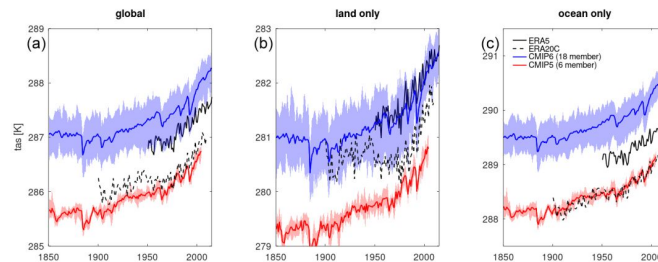 global
land only
ocean only
(a)
(b)
(c)
ERA5
ERA20C
CMIP6 (18 member)
CMIP5 (6 member)
tas [K]
289
288
287
286
285
283
282
281
280
279
291
290
289
288
1850
1900
1950
2000
1850
1900
1950
2000
1850
1900
1950
2000